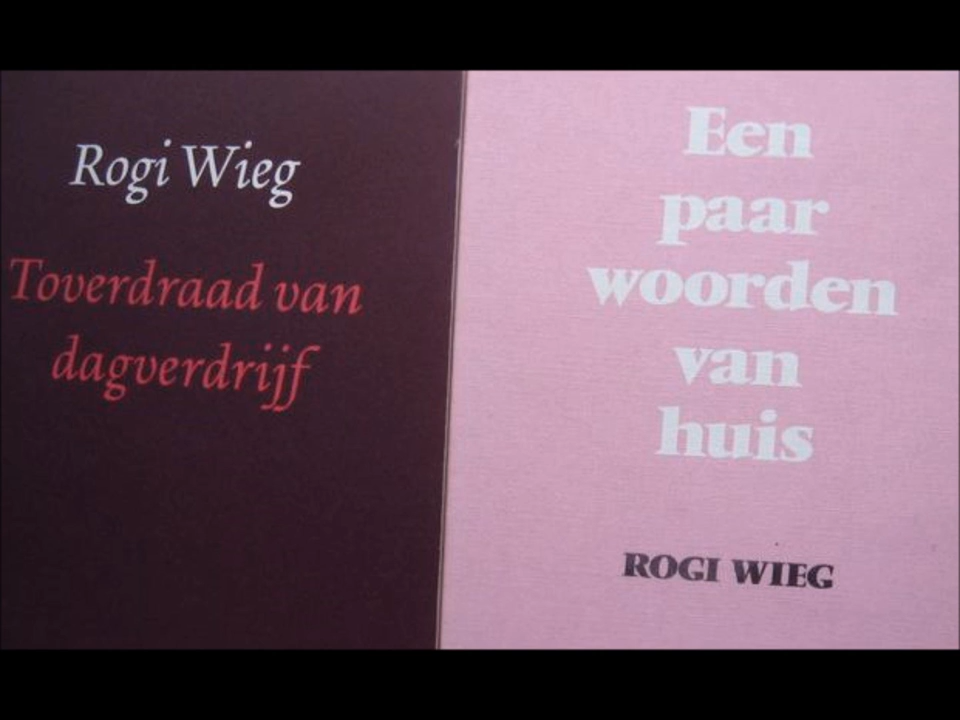 Rogi Wieg
Toverdraad van
dagverdrijf
Een
paar
woorden
van
huis
ROGI WIEG